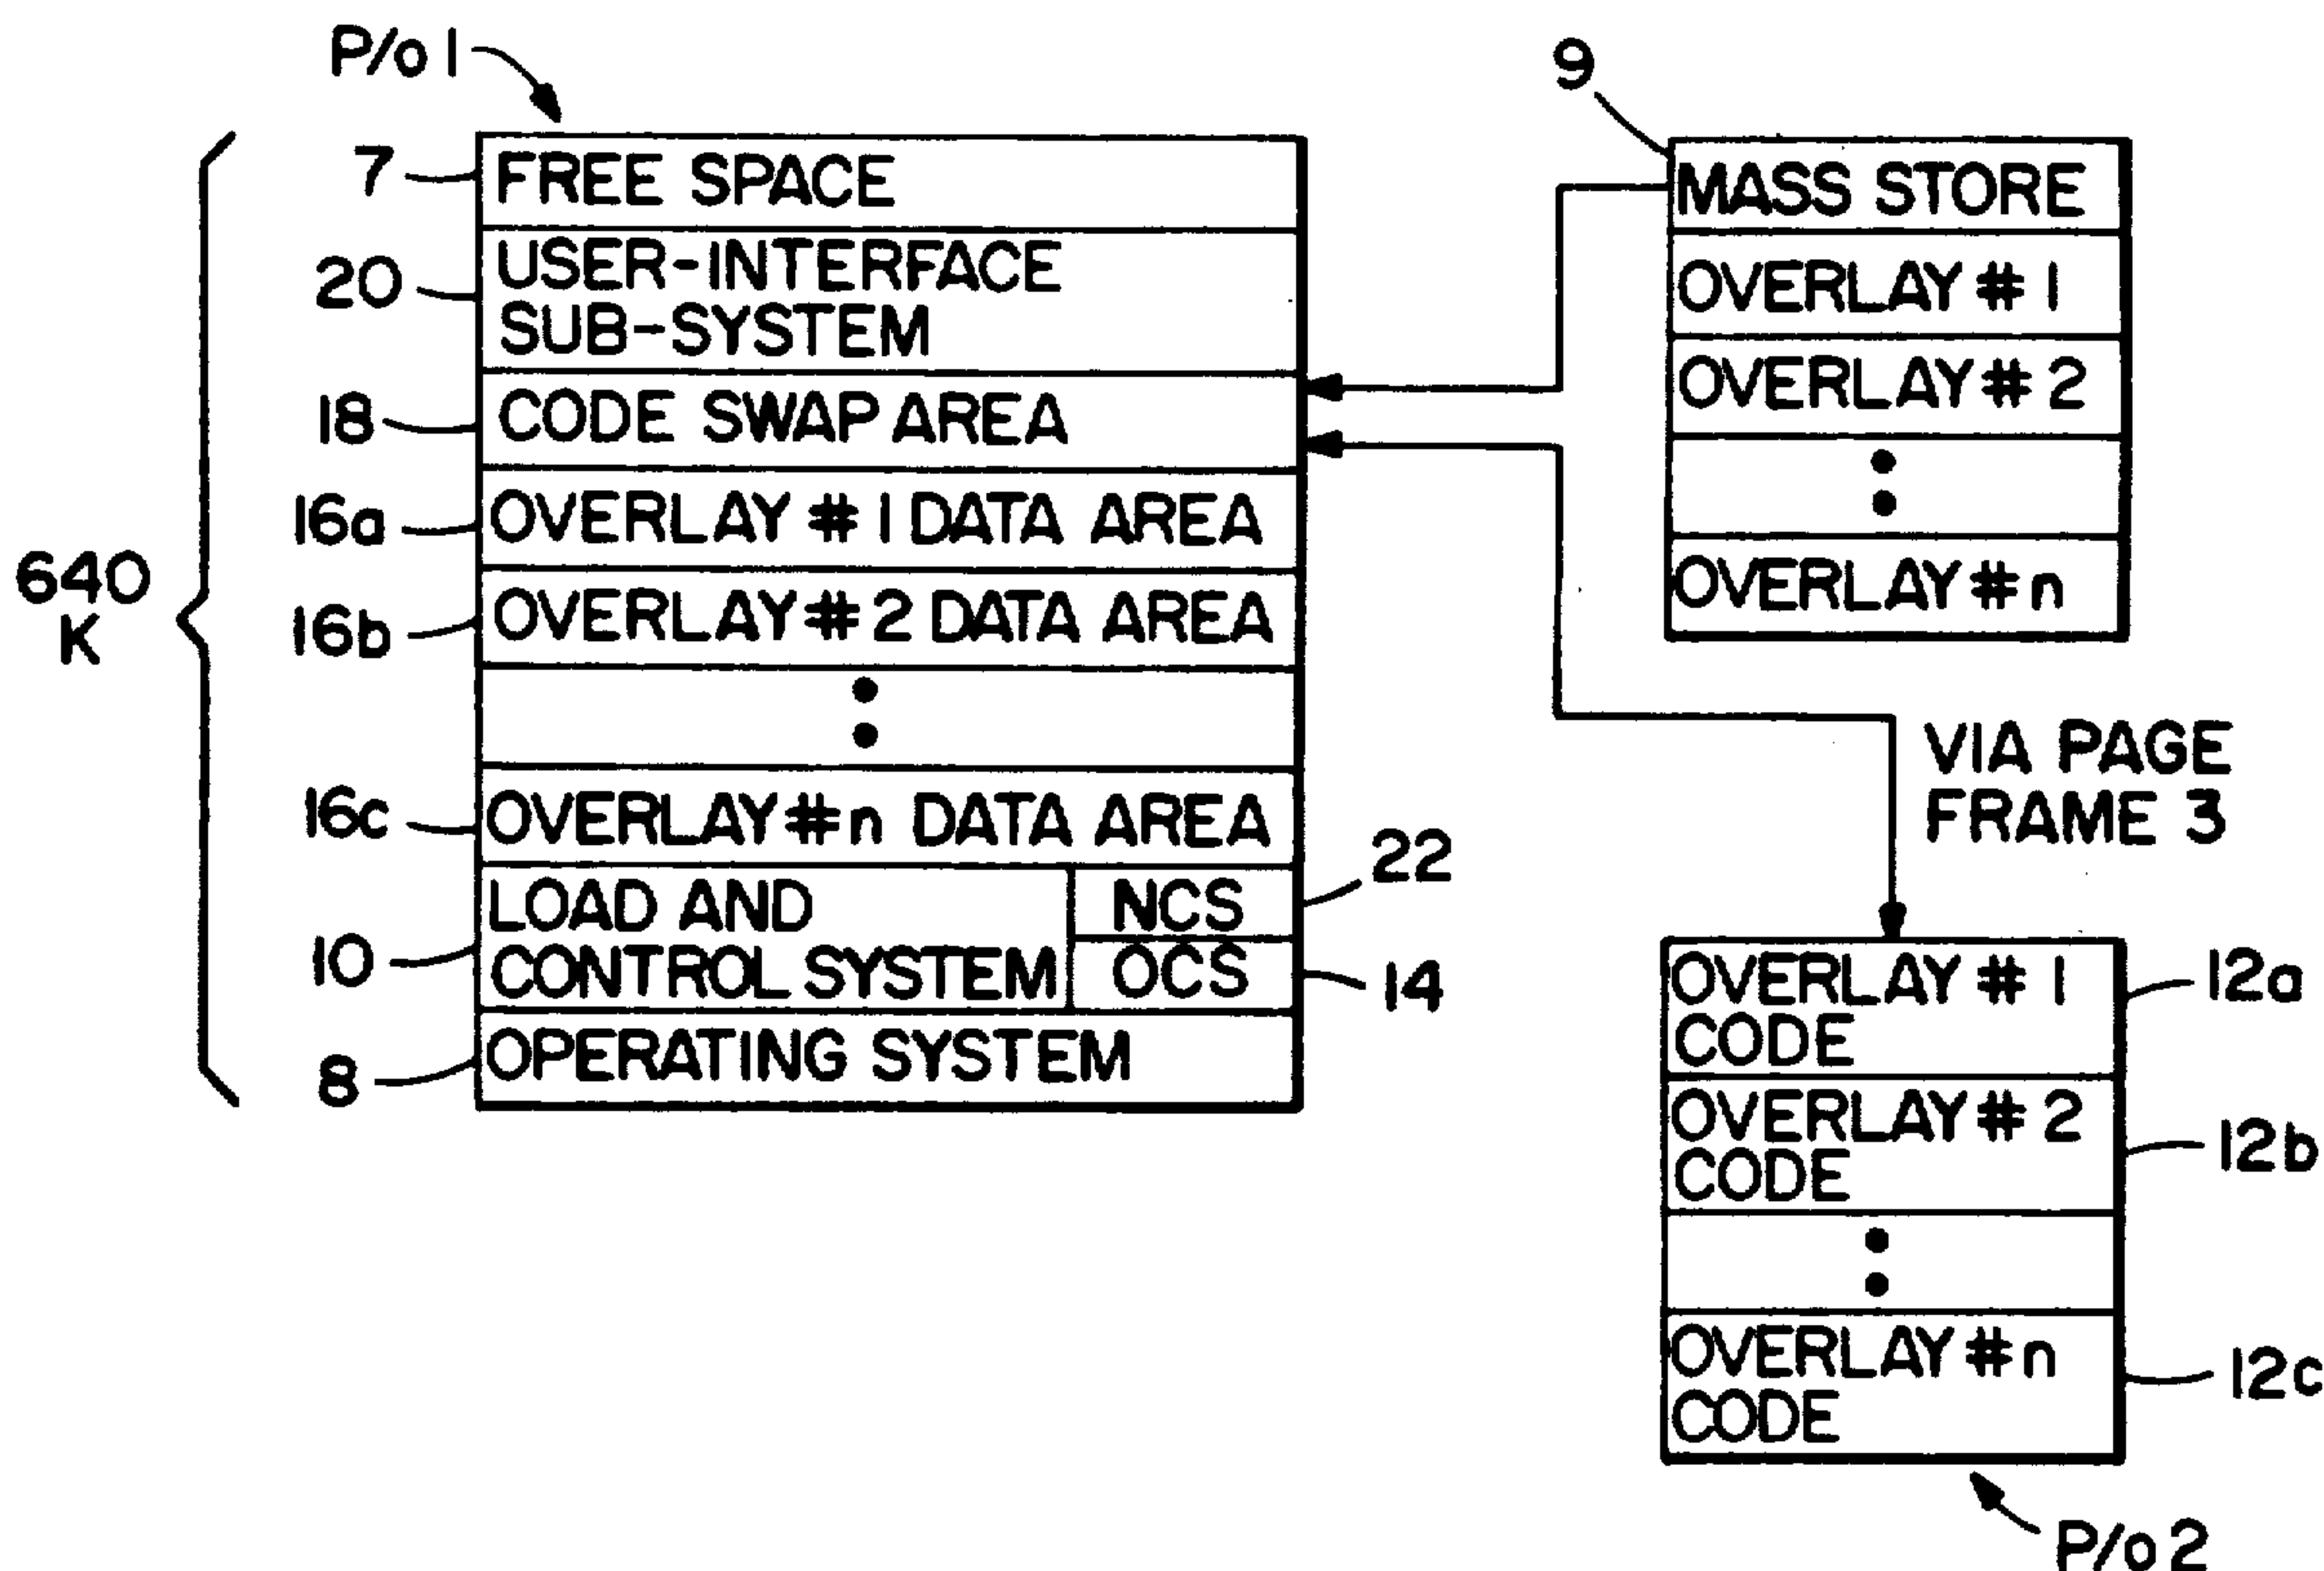 P/o 1
640
K
7
FREE SPACE
20
USER-INTERFACE
SUB-SYSTEM
18
CODE SWAP AREA
16a
OVERLAY # 1 DATA AREA
16b
OVERLAY # 2 DATA AREA
16c
OVERLAY # n DATA AREA
10
LOAD AND
CONTROL SYSTEM
NCS
22
OCS
14
8
OPERATING SYSTEM
9
MASS STORE
OVERLAY # 1
OVERLAY # 2
OVERLAY # n
VIA PAGE
FRAME 3
OVERLAY # 1
CODE
12a
OVERLAY # 2
CODE
12b
OVERLAY # n
CODE
12c
P/o 2